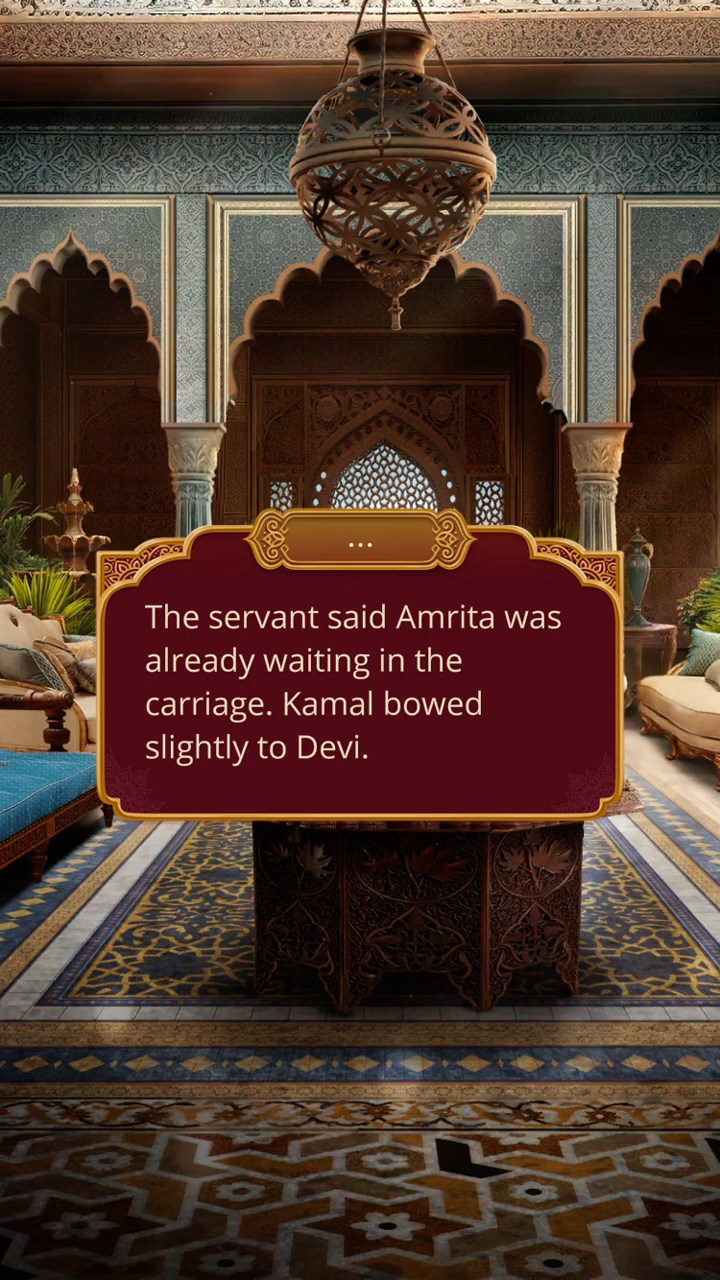 ...
The servant said Amrita was
already waiting in the
carriage. Kamal bowed
slightly to Devi.